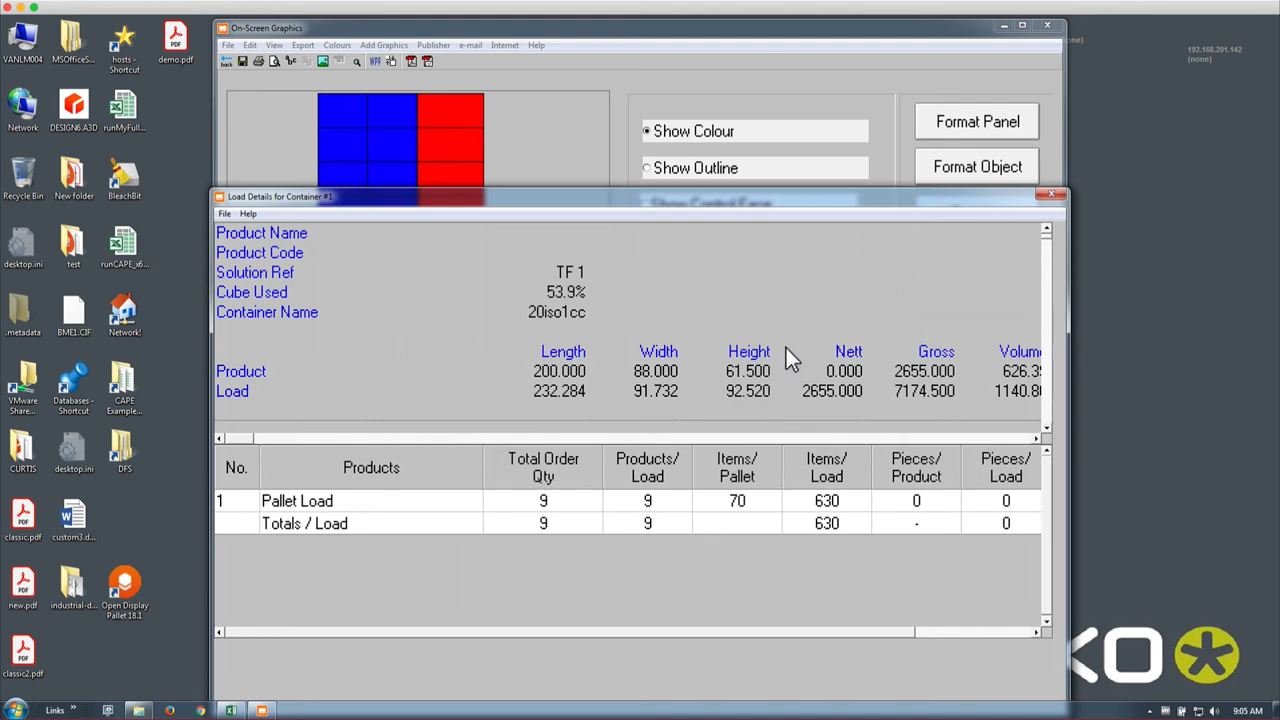 VANLM004
MSOfficeS...
hosts -
Shortcut
demo.pdf
Network
DESIGN6.A3D
runMyFull...
Recycle Bin
New folder
BleachBit
desktop.ini
test
runCAPE_x6...
.metadata
BME1.CIF
Network!
VMware
Share...
Databases -
Shortcut
CAPE
Example...
CURTIS
desktop.ini
DFS
classic.pdf
custom3.d...
new.pdf
industrial-d...
Open Display
Pallet 18.1
classic2.pdf
On-Screen Graphics
File Edit View Export Colours Add Graphics Publisher e-mail Internet Help
back
WPF
Show Colour
Show Outline
Format Panel
Format Object
192.168.201.142
(none)
Load Details for Container #1
File Help
Product Name
Product Code
Solution Ref TF 1
Cube Used 53.9%
Container Name 20iso1cc
Length Width Height Nett Gross Volum
Product 200.000 88.000 61.500 0.000 2655.000 626.3
Load 232.284 91.732 92.520 2655.000 7174.500 1140.8
No. Products Total Order Qty Products/ Load Items/ Pallet Items/ Load Pieces/ Product Pieces/ Load
1 Pallet Load 9 9 70 630 0 0
Totals / Load 9 9 630 - 0
KO
Links »
9:05 AM